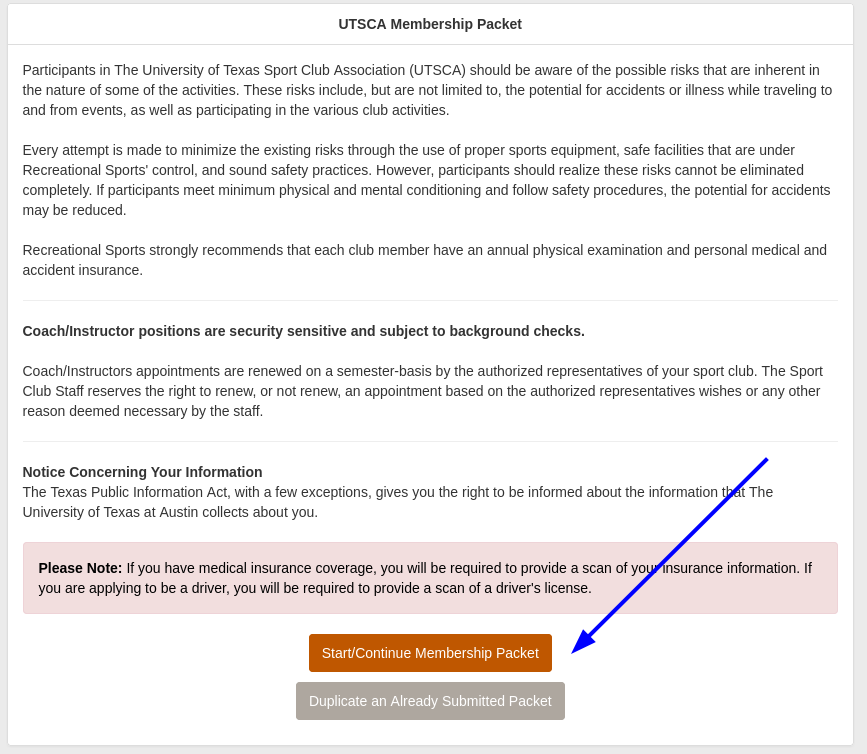 UTSCA Membership Packet
Participants in The University of Texas Sport Club Association (UTSCA) should be aware of the possible risks that are inherent in
the nature of some of the activities. These risks include, but are not limited to, the potential for accidents or illness while traveling to
and from events, as well as participating in the various club activities.
Every attempt is made to minimize the existing risks through the use of proper sports equipment, safe facilities that are under
Recreational Sports' control, and sound safety practices. However, participants should realize these risks cannot be eliminated
completely. If participants meet minimum physical and mental conditioning and follow safety procedures, the potential for accidents
may be reduced.
Recreational Sports strongly recommends that each club member have an annual physical examination and personal medical and
accident insurance.
Coach/Instructor positions are security sensitive and subject to background checks.
Coach/Instructors appointments are renewed on a semester-basis by the authorized representatives of your sport club. The Sport
Club Staff reserves the right to renew, or not renew, an appointment based on the authorized representatives wishes or any other
reason deemed necessary by the staff.
Notice Concerning Your Information
The Texas Public Information Act, with a few exceptions, gives you the right to be informed about the information that The
University of Texas at Austin collects about you.
Please Note: If you have medical insurance coverage, you will be required to provide a scan of your insurance information. If
you are applying to be a driver, you will be required to provide a scan of a driver's license.
Start/Continue Membership Packet
Duplicate an Already Submitted Packet